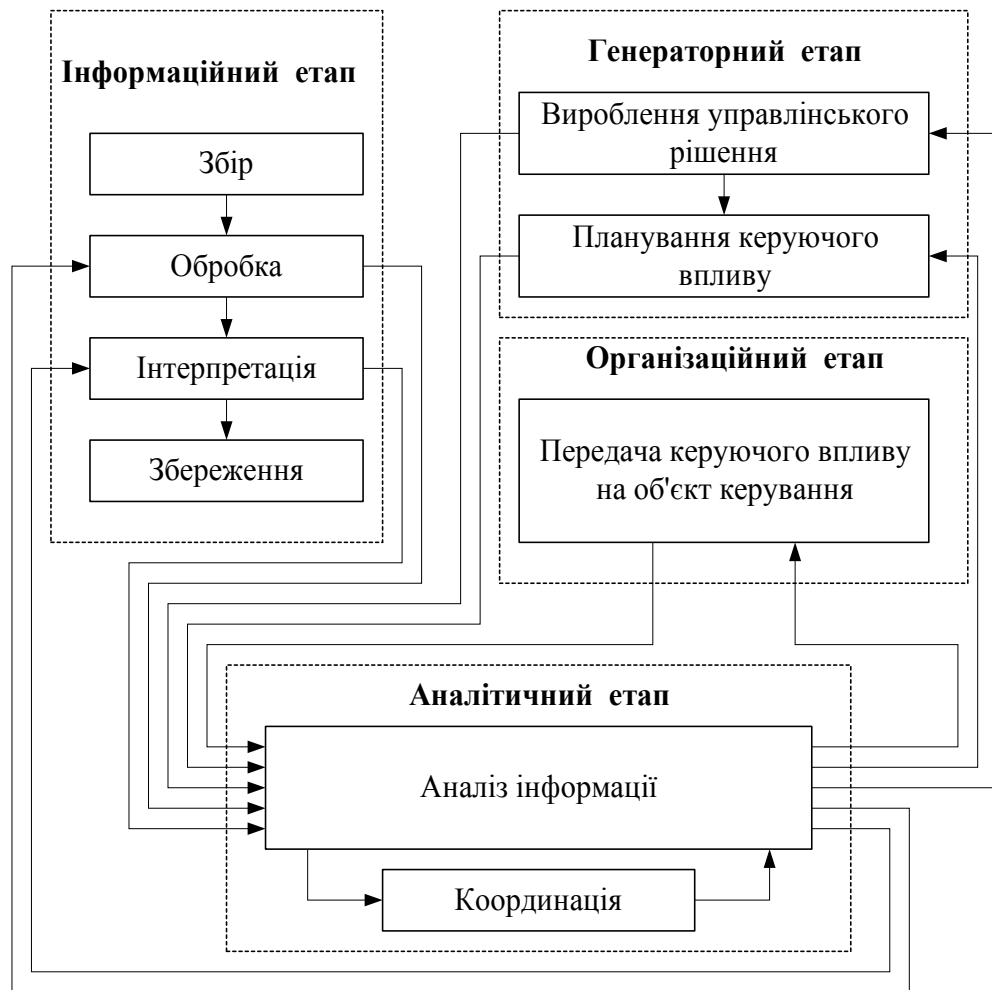 Інформаційний етап
Збір
Обробка
Інтерпретація
Збереження
Генераторний етап
Вироблення управлінського
рішення
Планування керуючого
впливу
Організаційний етап
Передача керуючого впливу
на об'єкт керування
Аналітичний етап
Аналіз інформації
Координація